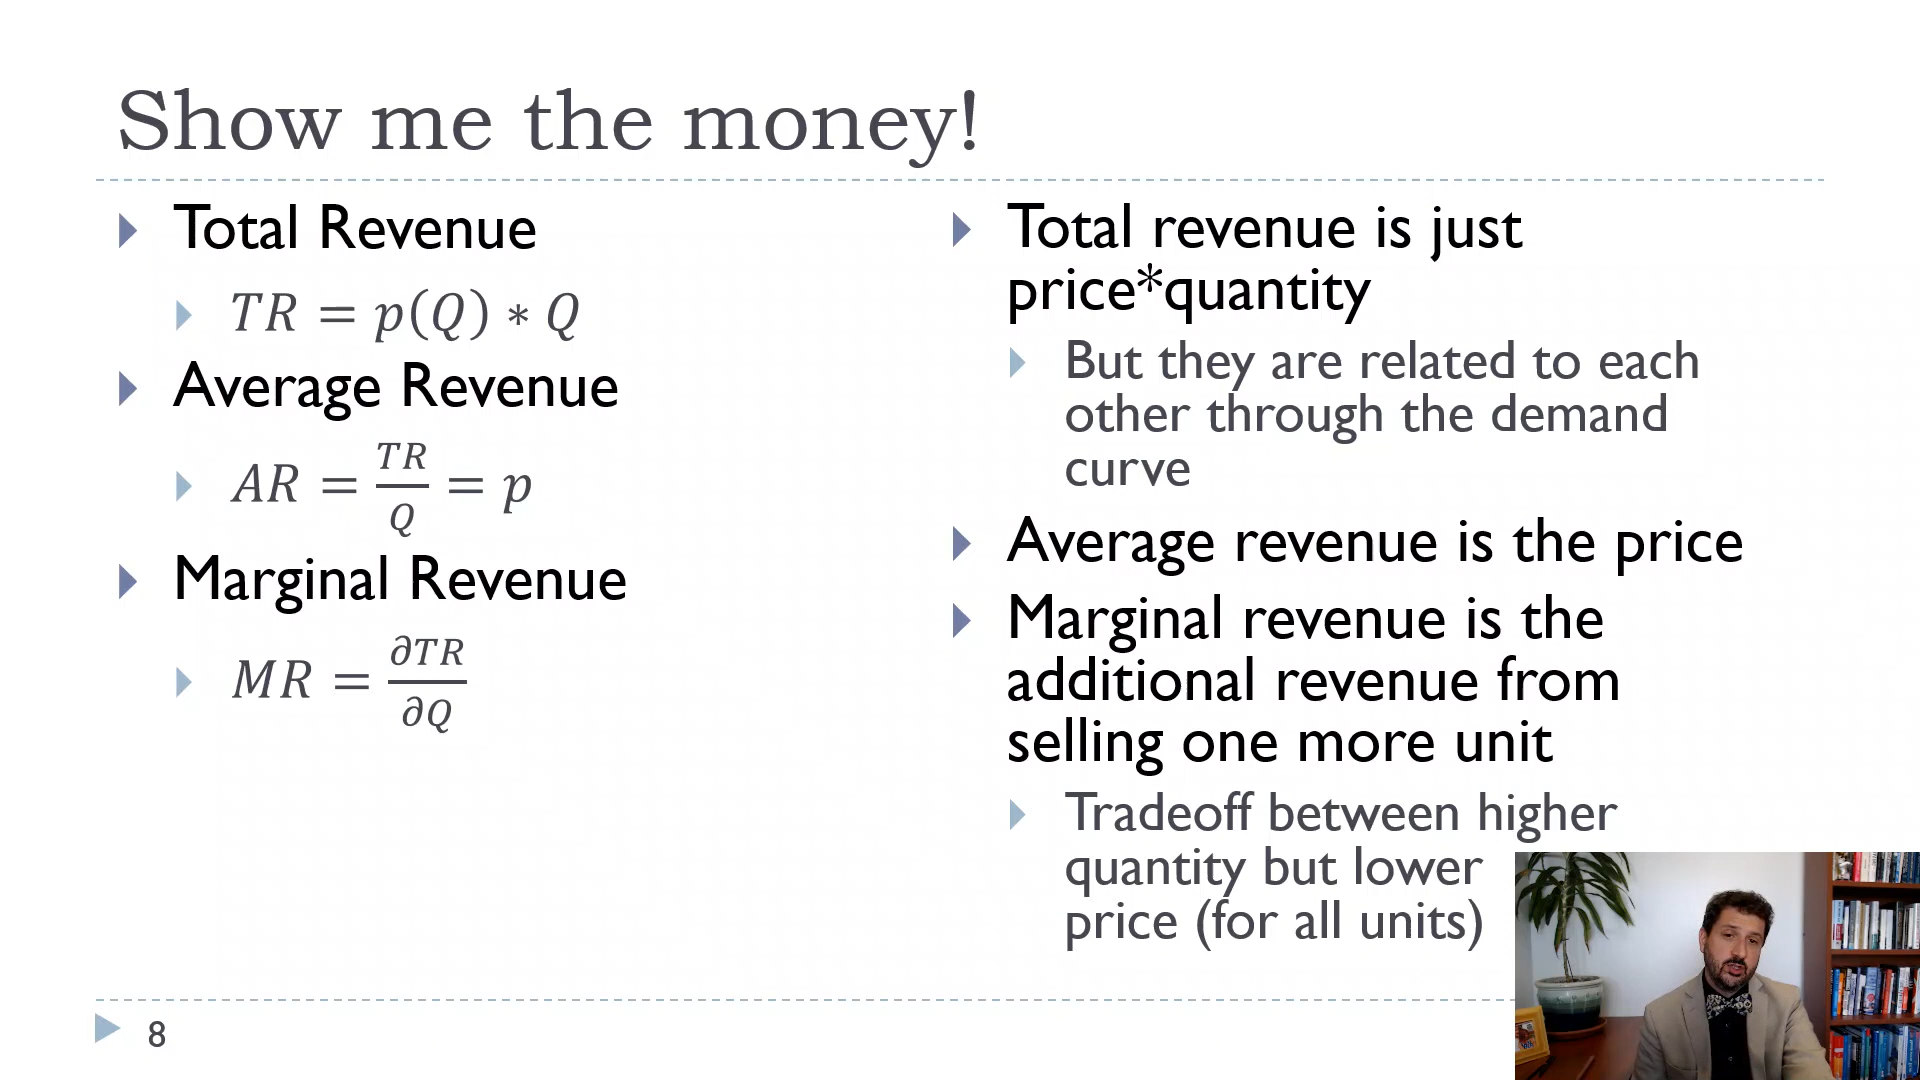 Show me the money!
Total Revenue
TR = p(Q) ∗ Q
Average Revenue
AR = TR/Q = p
Marginal Revenue
MR = ∂TR/∂Q
Total revenue is just
price*quantity
But they are related to each
other through the demand
curve
Average revenue is the price
Marginal revenue is the
additional revenue from
selling one more unit
Tradeoff between higher
quantity but lower
price (for all units)
8